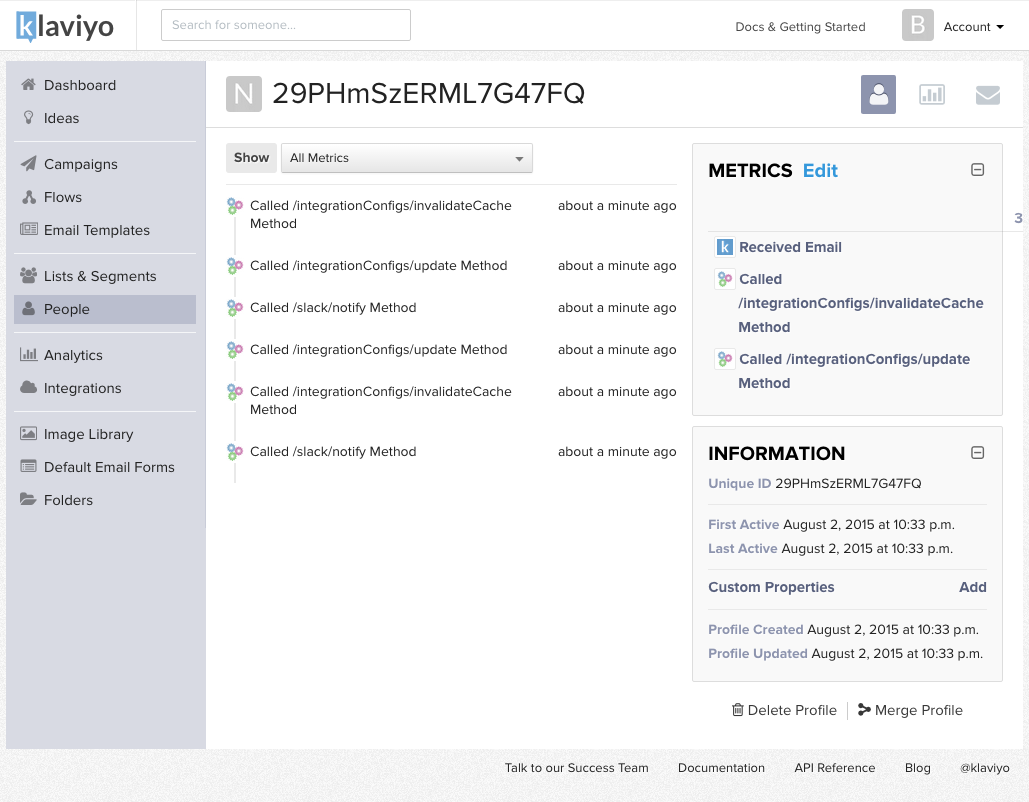 klaviyo
Search for someone...
Docs & Getting Started
B
Account
Dashboard
Ideas
Campaigns
Flows
Email Templates
Lists & Segments
People
Analytics
Integrations
Image Library
Default Email Forms
Folders
N
29PHmSzERML7G47FQ
Show
All Metrics
Called /integrationConfigs/invalidateCache
Method
about a minute ago
Called /integrationConfigs/update Method
about a minute ago
Called /slack/notify Method
about a minute ago
Called /integrationConfigs/update Method
about a minute ago
Called /integrationConfigs/invalidateCache
Method
about a minute ago
Called /slack/notify Method
about a minute ago
METRICS Edit
3
k Received Email
Called
/integrationConfigs/invalidateCache
Method
Called /integrationConfigs/update
Method
INFORMATION
Unique ID 29PHmSzERML7G47FQ
First Active August 2, 2015 at 10:33 p.m.
Last Active August 2, 2015 at 10:33 p.m.
Custom Properties
Add
Profile Created August 2, 2015 at 10:33 p.m.
Profile Updated August 2, 2015 at 10:33 p.m.
Delete Profile
Merge Profile
Talk to our Success Team
Documentation
API Reference
Blog
@klaviyo